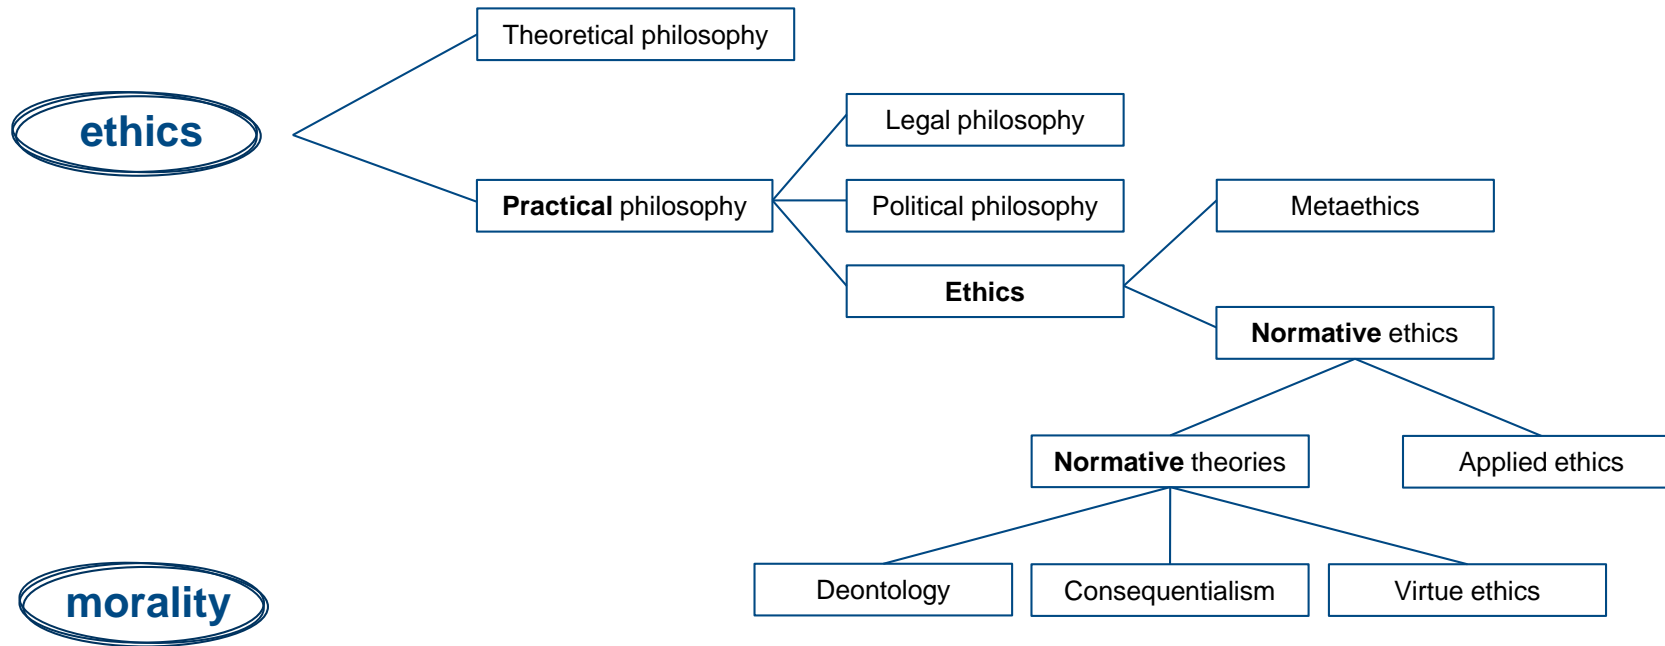 Theoretical philosophy
ethics
Legal philosophy
Practical philosophy
Political philosophy
Metaethics
Ethics
Normative ethics
Normative theories
Applied ethics
Deontology
Consequentialism
Virtue ethics
morality